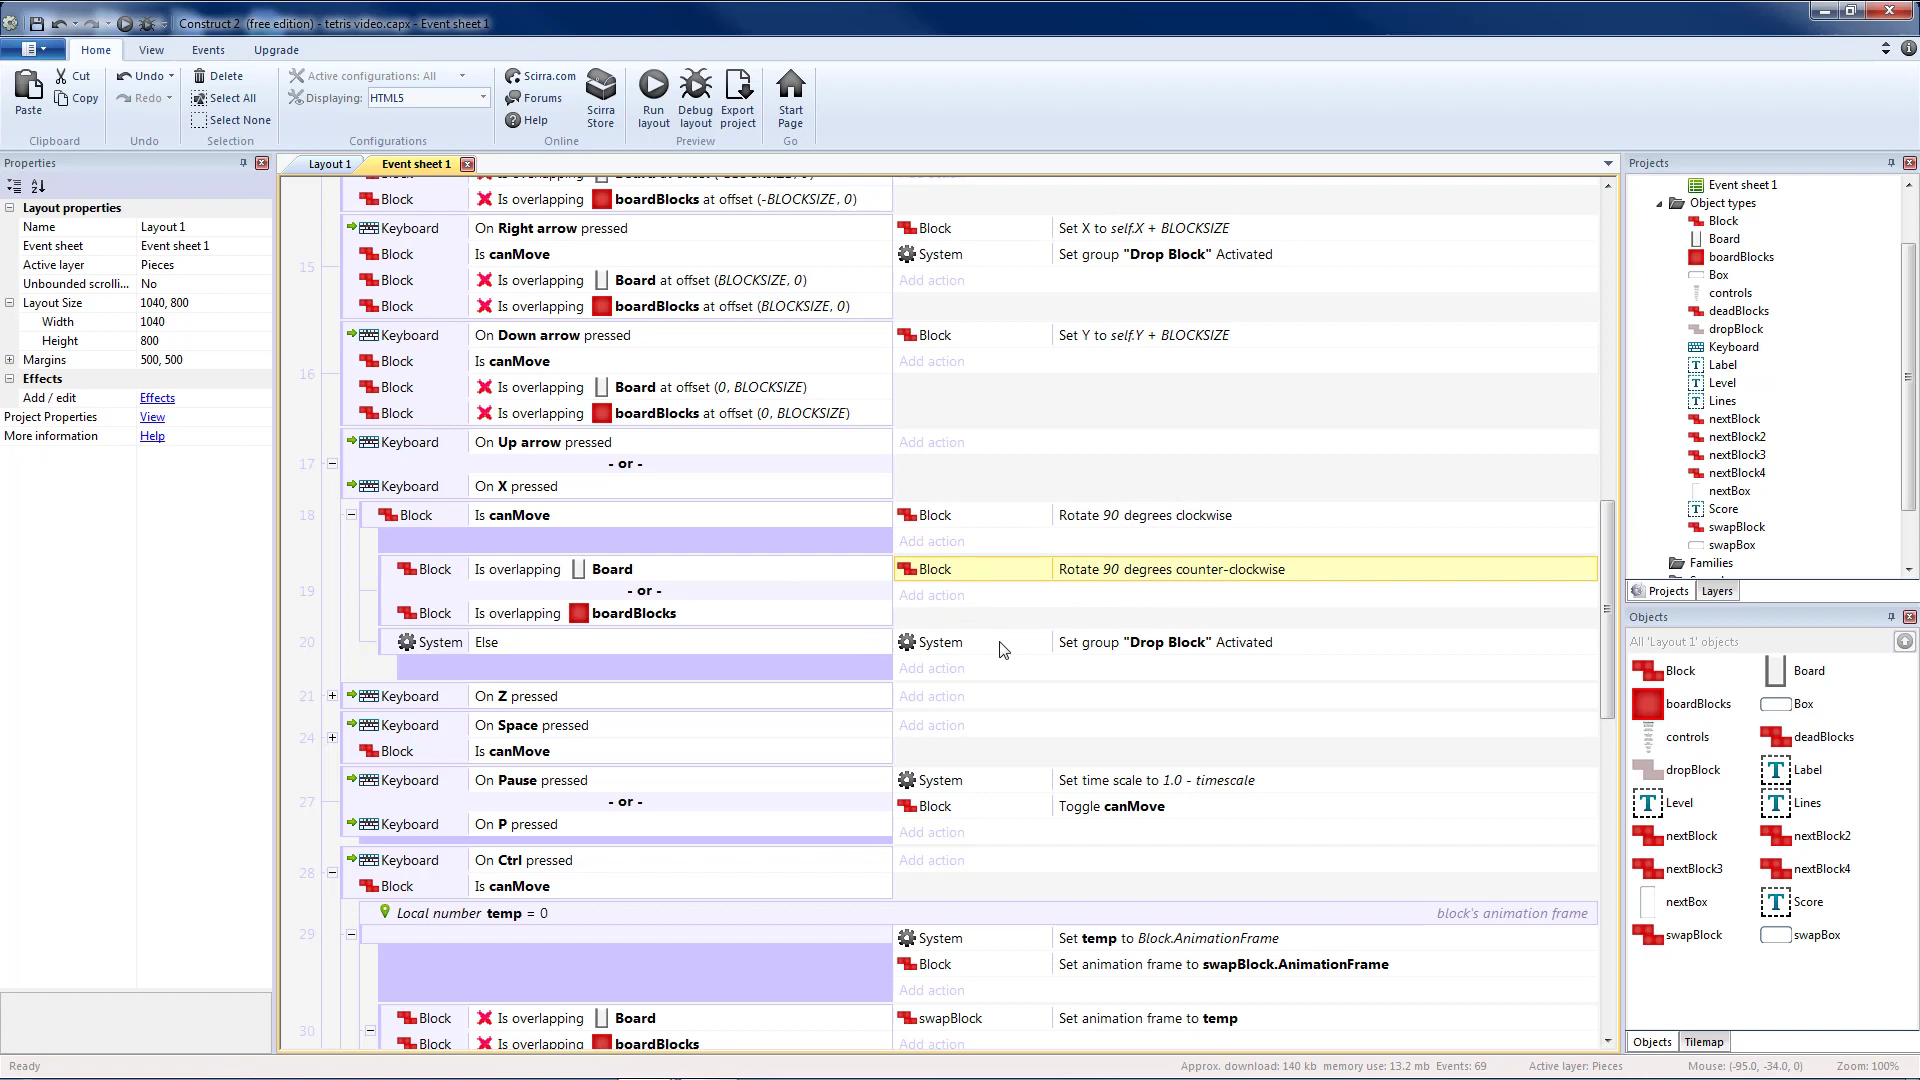 Construct 2 (free edition) - tetris video.capx - Event sheet 1
Home View Events Upgrade
Paste
Cut
Copy
Clipboard
Undo
Redo
Undo
Delete
Select All
Select None
Selection
Active configurations: All
Displaying: HTML5
Configurations
Scirra.com
Forums
Help
Scirra Store
Online
Run layout
Debug layout
Export project
Preview
Start Page
Go
Properties
Layout properties
Name Layout 1
Event sheet Event sheet 1
Active layer Pieces
Unbounded scrolli... No
Layout Size 1040, 800
Width 1040
Height 800
Margins 500, 500
Effects
Add / edit Effects
Project Properties View
More information Help
Layout 1 Event sheet 1
Block Is overlapping boardBlocks at offset (-BLOCKSIZE, 0)
15
Keyboard On Right arrow pressed Block Set X to self.X + BLOCKSIZE
Block Is canMove System Set group "Drop Block" Activated
Block Is overlapping Board at offset (BLOCKSIZE, 0) Add action
Block Is overlapping boardBlocks at offset (BLOCKSIZE, 0)
16
Keyboard On Down arrow pressed Block Set Y to self.Y + BLOCKSIZE
Block Is canMove Add action
Block Is overlapping Board at offset (0, BLOCKSIZE)
Block Is overlapping boardBlocks at offset (0, BLOCKSIZE)
17
Keyboard On Up arrow pressed Add action
- or -
Keyboard On X pressed
18 Block Is canMove Block Rotate 90 degrees clockwise
Add action
19
Block Is overlapping Board Block Rotate 90 degrees counter-clockwise
- or - Add action
Block Is overlapping boardBlocks
20 System Else System Set group "Drop Block" Activated
Add action
21 Keyboard On Z pressed Add action
24
Keyboard On Space pressed Add action
Block Is canMove
27
Keyboard On Pause pressed System Set time scale to 1.0 - timescale
- or - Block Toggle canMove
Keyboard On P pressed Add action
28
Keyboard On Ctrl pressed Add action
Block Is canMove
Local number temp = 0 block's animation frame
29 System Set temp to Block.AnimationFrame
Block Set animation frame to swapBlock.AnimationFrame
Add action
30
Block Is overlapping Board swapBlock Set animation frame to temp
Block Is overlapping boardBlocks Add action
Projects
Event sheet 1
Object types
Block
Board
boardBlocks
Box
controls
deadBlocks
dropBlock
Keyboard
Label
Level
Lines
nextBlock
nextBlock2
nextBlock3
nextBlock4
nextBox
Score
swapBlock
swapBox
Families
Projects Layers
Objects
All 'Layout 1' objects
Block Board
boardBlocks Box
controls deadBlocks
dropBlock Label
Level Lines
nextBlock nextBlock2
nextBlock3 nextBlock4
nextBox Score
swapBlock swapBox
Objects Tilemap
Ready Approx. download: 140 kb memory use: 13.2 mb Events: 69 Active layer: Pieces Mouse: (-95.0, -34.0, 0) Zoom: 100%